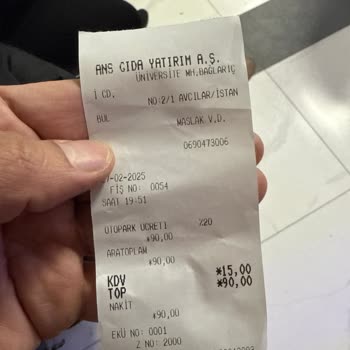 ANS GIDA YATIRIM A.Ş.
ÜNİVERSİTE MH.BAĞLARİÇ
İ CD.
NO:2/1 AVCILAR/İSTAN
BUL
MASLAK V.D.
0690473006
-02-2025
FİŞ NO: 0054
SAAT 19:51
OTOPARK ÜCRETİ %20
*90,00
ARATOPLAM
*90,00
KDV *15,00
TOP *90,00
NAKİT
*90,00
EKÜ NO: 0001
Z NO: 2000